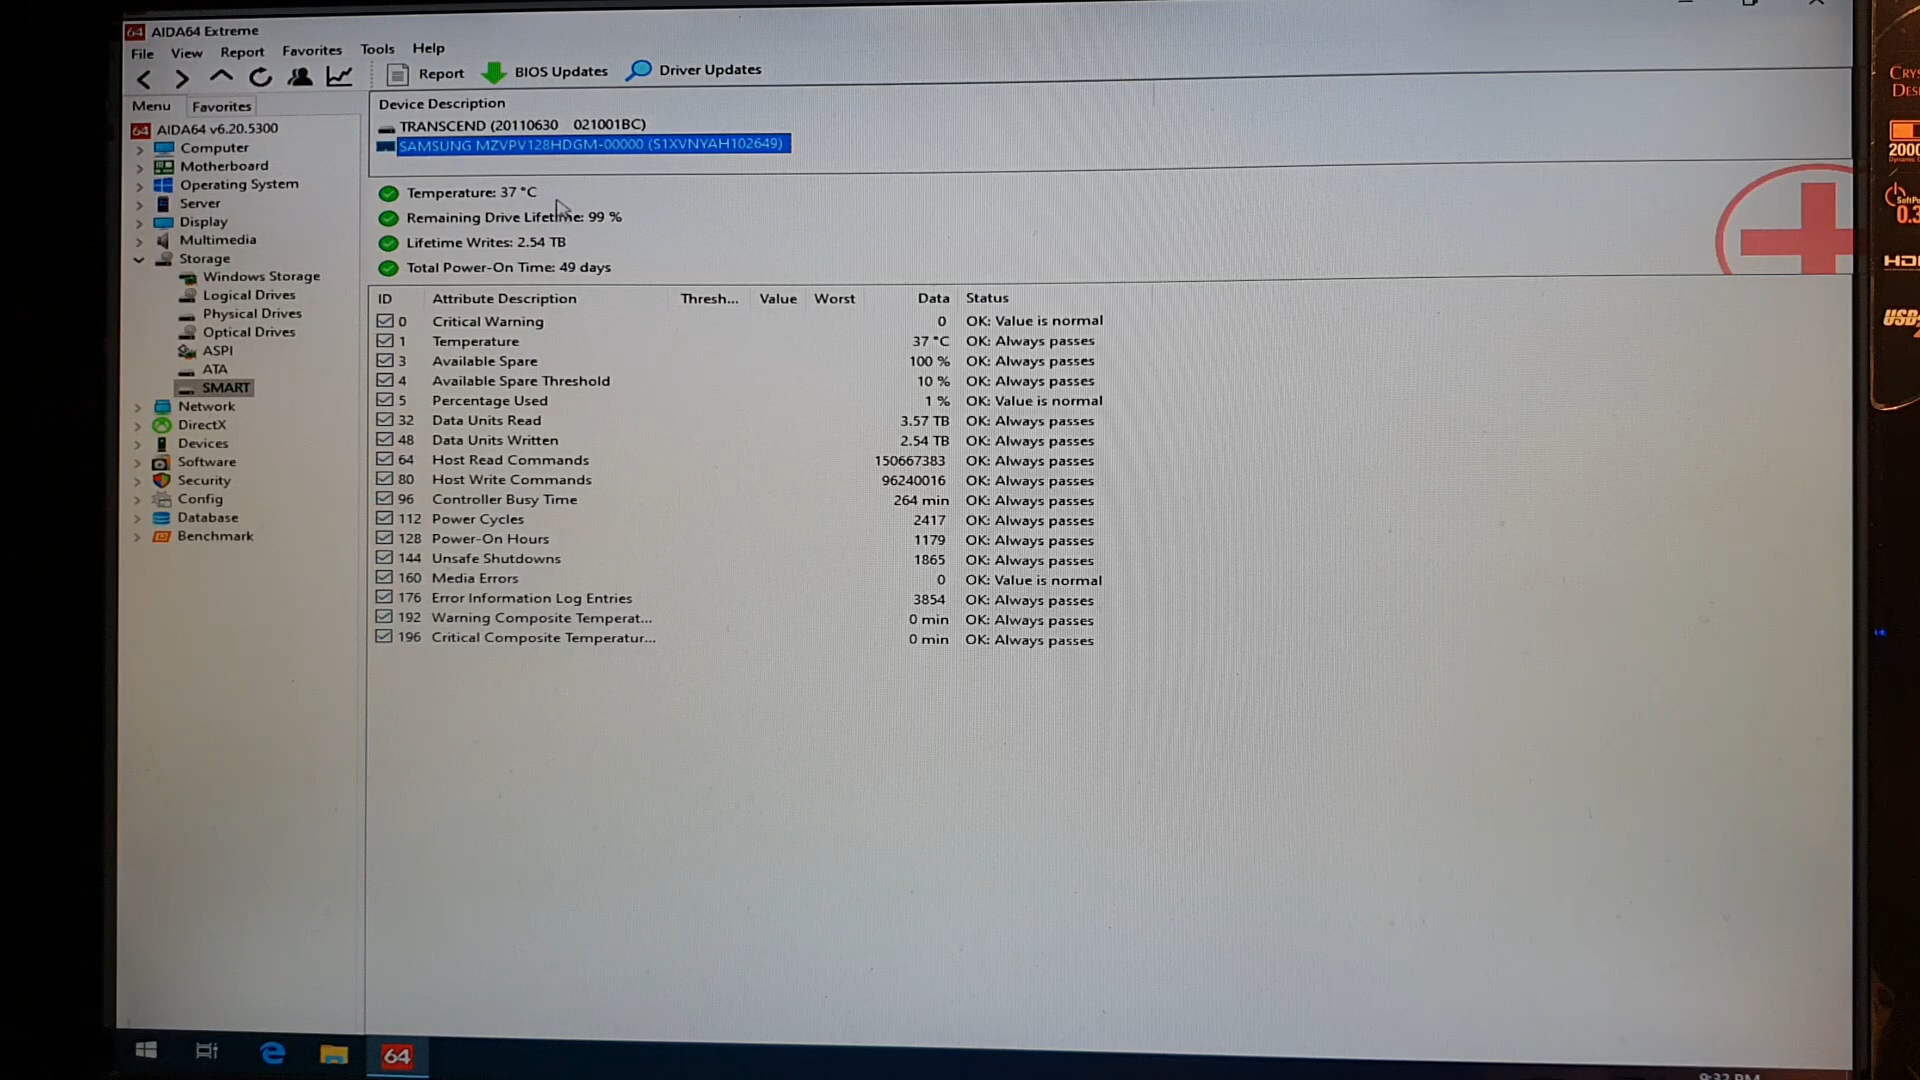 64 AIDA64 Extreme
File View Report Favorites Tools Help
Report BIOS Updates Driver Updates
Menu Favorites
64 AIDA64 v6.20.5300
Computer
Motherboard
Operating System
Server
Display
Multimedia
Storage
Windows Storage
Logical Drives
Physical Drives
Optical Drives
ASPI
ATA
SMART
Network
DirectX
Devices
Software
Security
Config
Database
Benchmark
Device Description
TRANSCEND (20110630 021001BC)
SAMSUNG MZVPV128HDGM-00000 (S1XVNYAH102649)
Temperature: 37 °C
Remaining Drive Lifetime: 99 %
Lifetime Writes: 2.54 TB
Total Power-On Time: 49 days
ID Attribute Description Thresh... Value Worst Data Status
0 Critical Warning 0 OK: Value is normal
1 Temperature 37 °C OK: Always passes
3 Available Spare 100 % OK: Always passes
4 Available Spare Threshold 10 % OK: Always passes
5 Percentage Used 1 % OK: Value is normal
32 Data Units Read 3.57 TB OK: Always passes
48 Data Units Written 2.54 TB OK: Always passes
64 Host Read Commands 150667383 OK: Always passes
80 Host Write Commands 96240016 OK: Always passes
96 Controller Busy Time 264 min OK: Always passes
112 Power Cycles 2417 OK: Always passes
128 Power-On Hours 1179 OK: Always passes
144 Unsafe Shutdowns 1865 OK: Always passes
160 Media Errors 0 OK: Value is normal
176 Error Information Log Entries 3854 OK: Always passes
192 Warning Composite Temperat... 0 min OK: Always passes
196 Critical Composite Temperatur... 0 min OK: Always passes
64